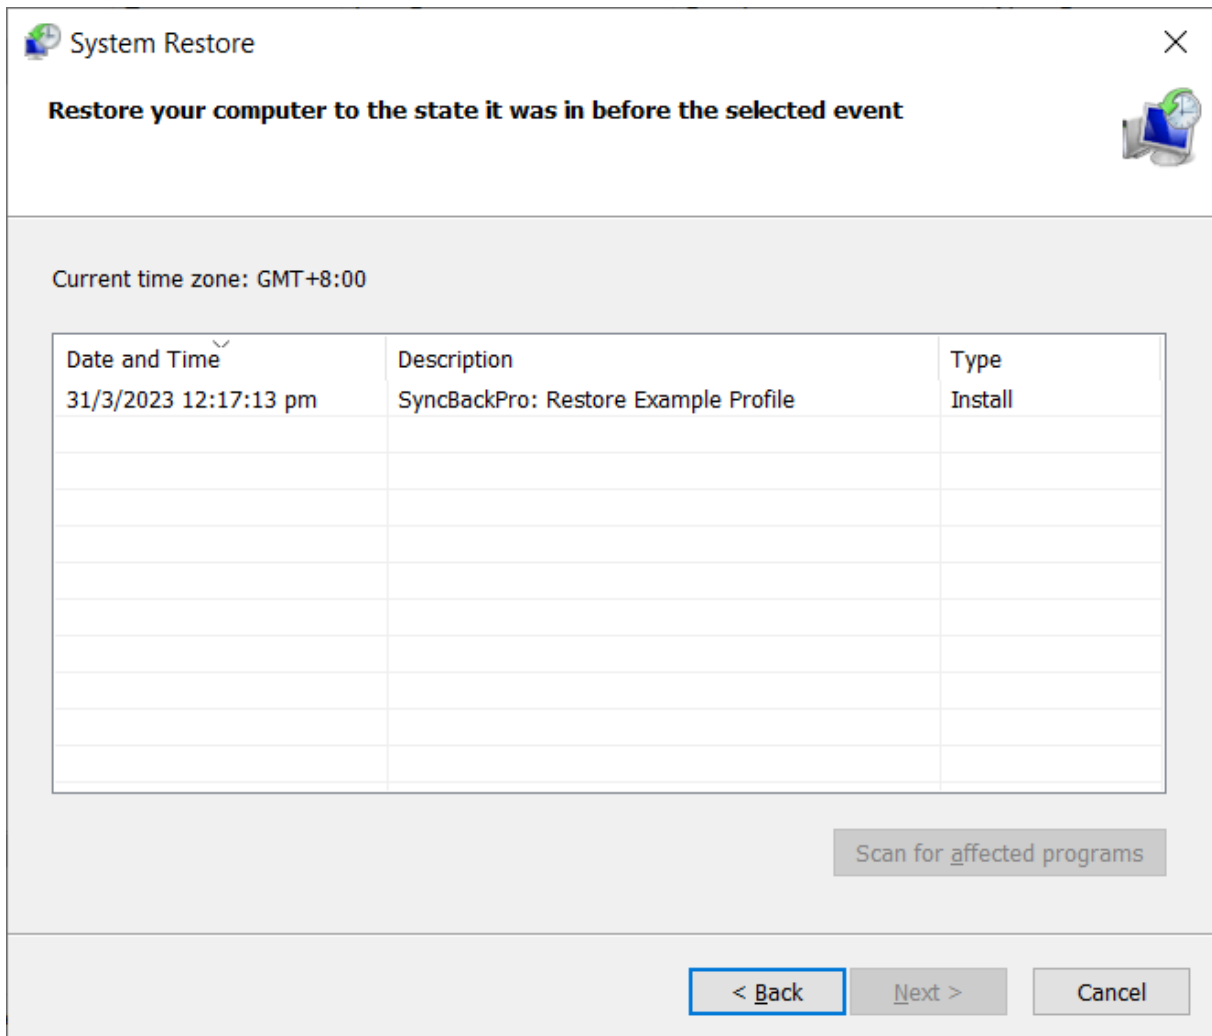 System Restore
Restore your computer to the state it was in before the selected event
Current time zone: GMT+8:00
Date and Time Description Type
31/3/2023 12:17:13 pm SyncBackPro: Restore Example Profile Install
Scan for affected programs
< Back Next > Cancel